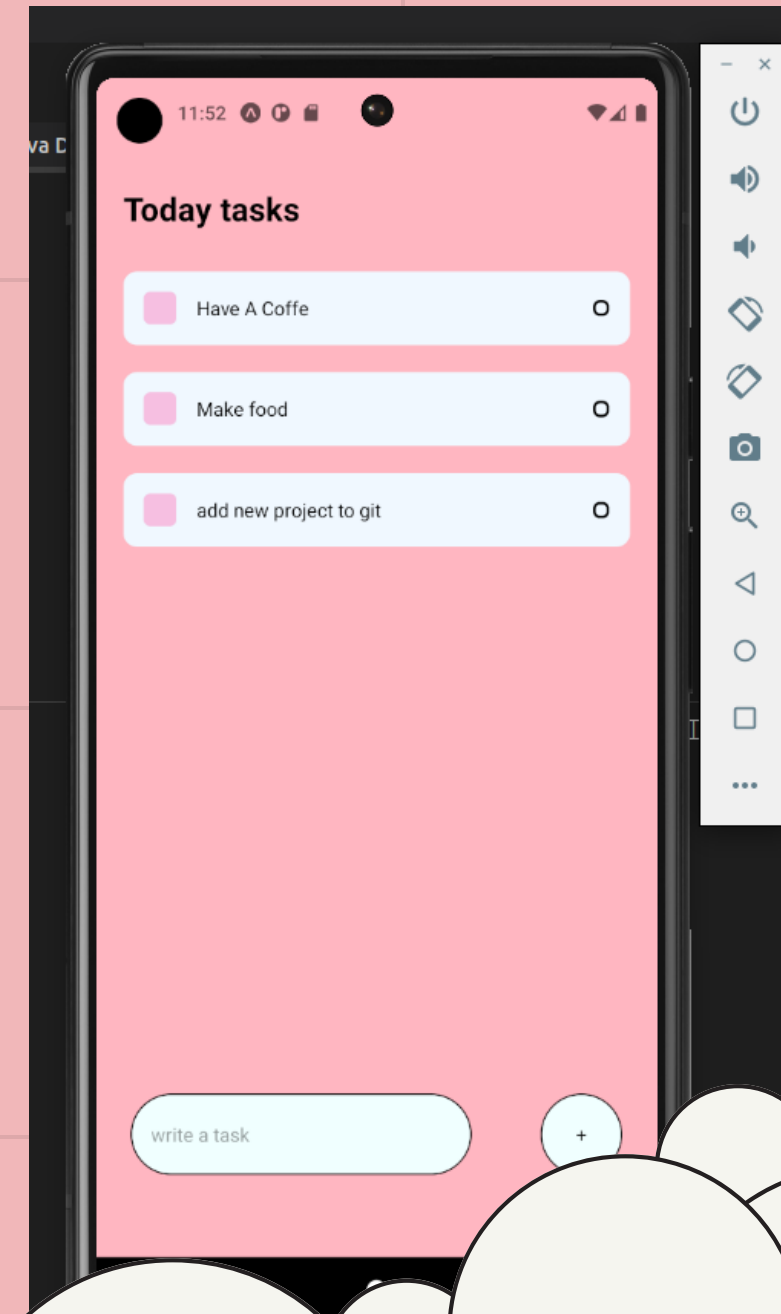 11:52
va D
Today tasks
Have A Coffe
Make food
add new project to git
write a task
+